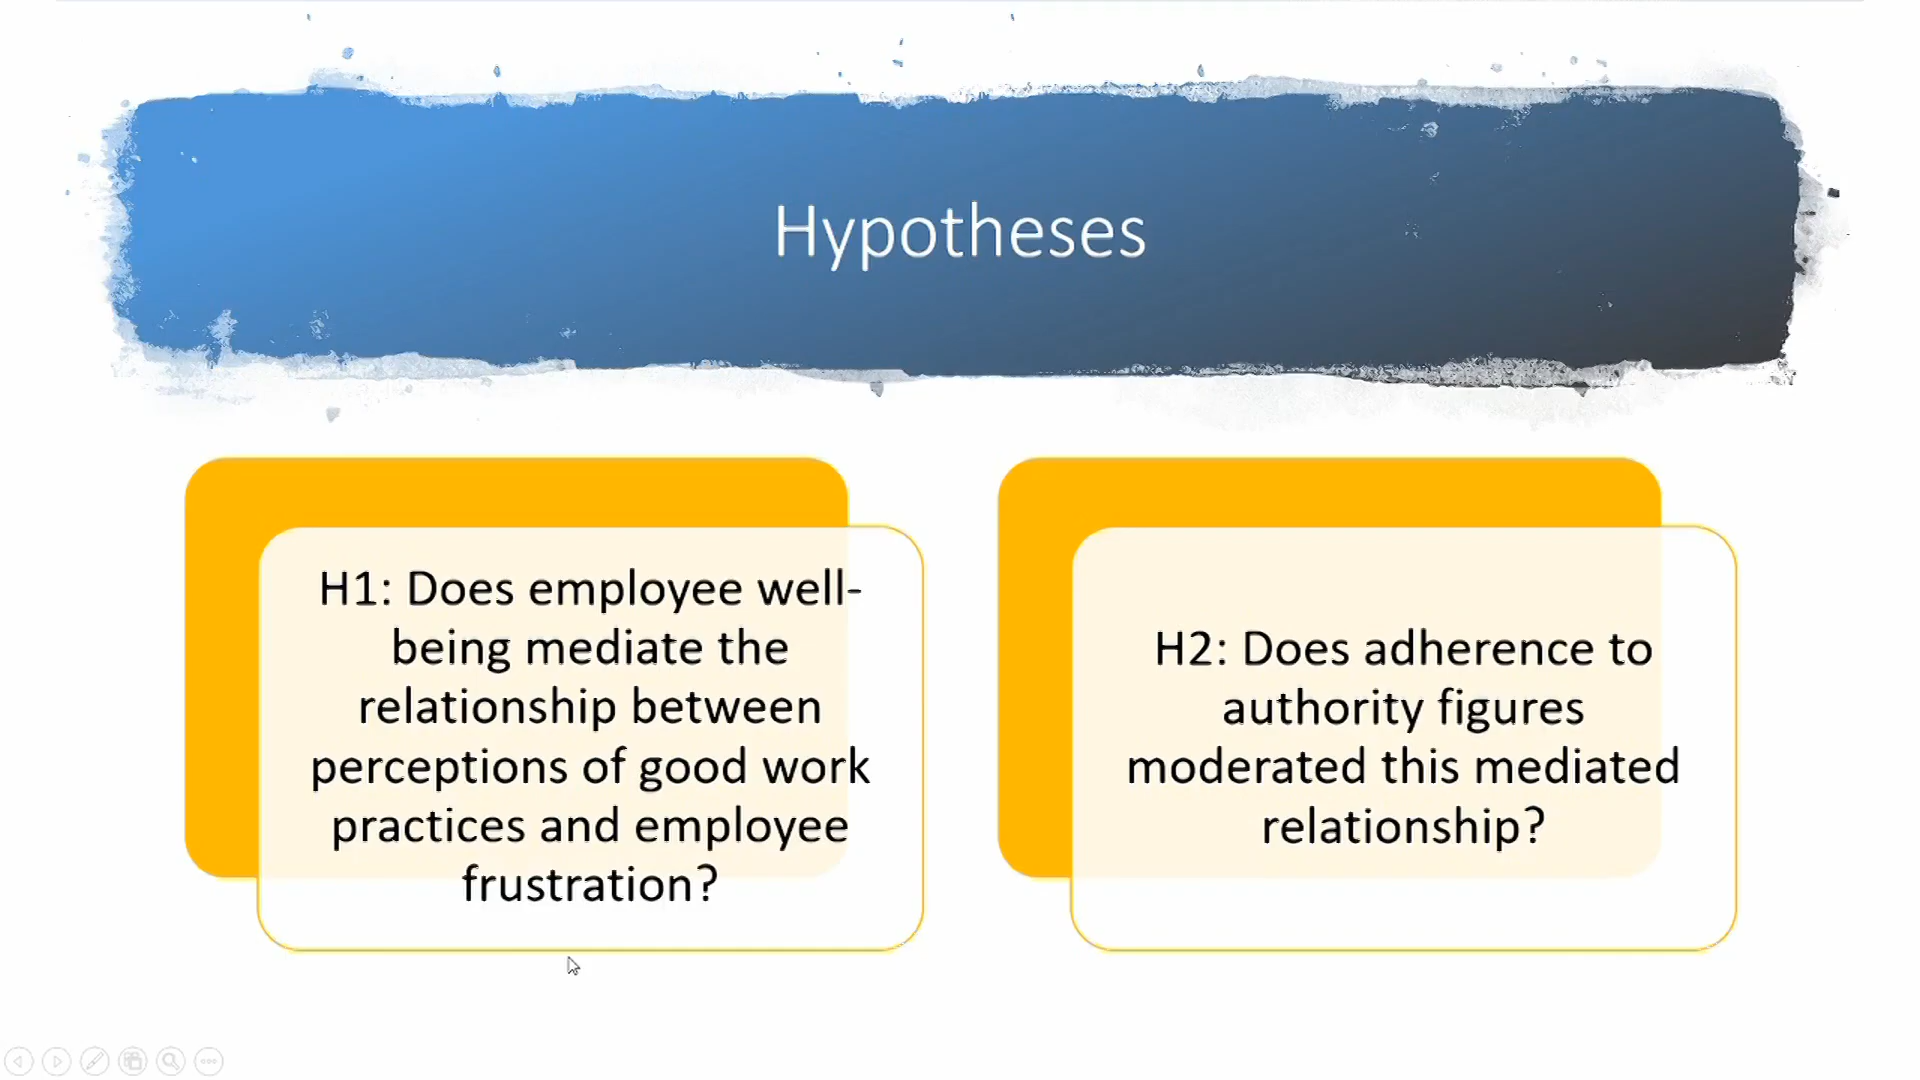 Hypotheses
H1: Does employee well-
being mediate the
relationship between
perceptions of good work
practices and employee
frustration?
H2: Does adherence to
authority figures
moderated this mediated
relationship?